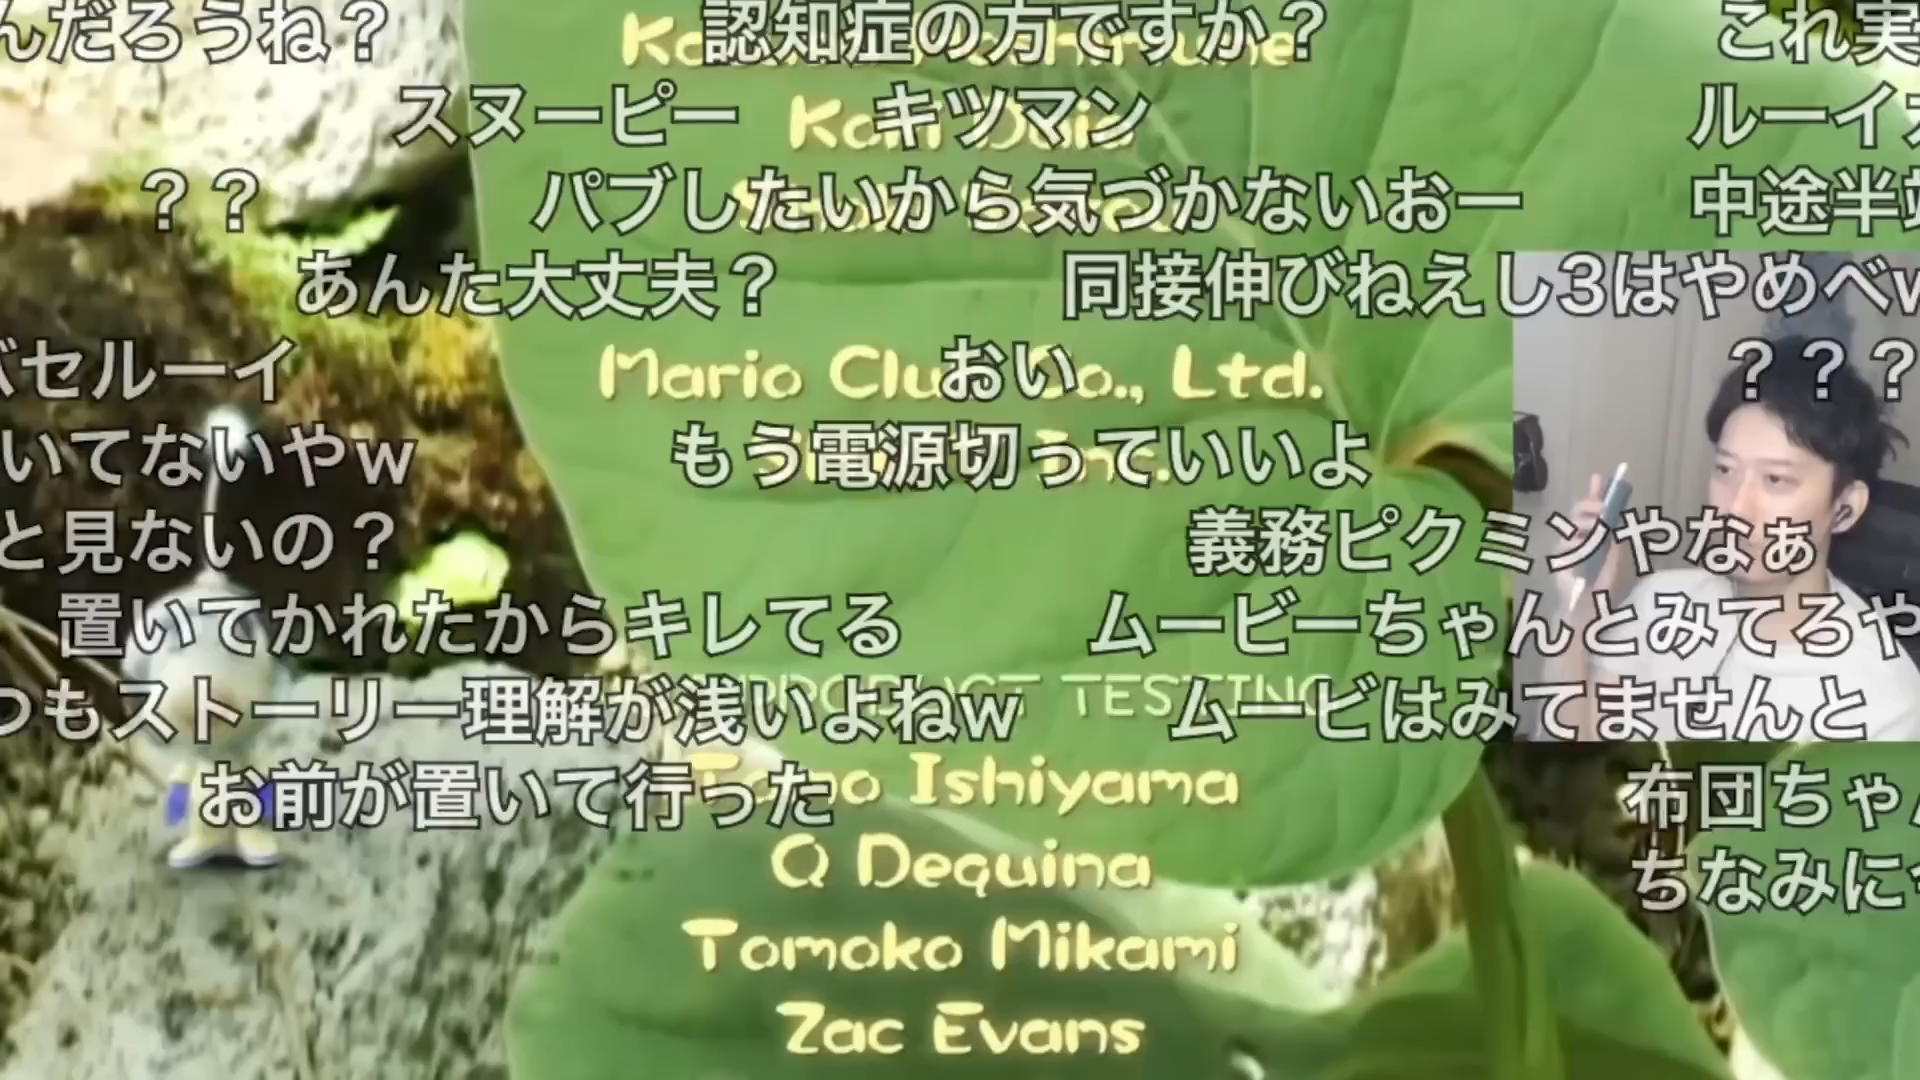 んだろうね？
認知症の方ですか？
これ実
スヌーピー
キツマン
ルーイ
？？
パブしたいから気づかないおー
中途半
あんた大丈夫？
同接伸びねえし3はやめべw
セルーイ
Mario Clu
おい
Co., Ltd.
？？？
いてないやw
もう電源切っていいよ
Inc.
と見ないの？
義務ピクミンやなぁ
置いてかれたからキレてる
ムービーちゃんとみてろや
つもストーリー理解が浅いよねw
PRODUCT TESTING
ムービはみてませんと
お前が置いて行った
Ishiyama
布団ちゃん
Q Dequina
ちなみに
Tomoko Mikami
Zac Evans